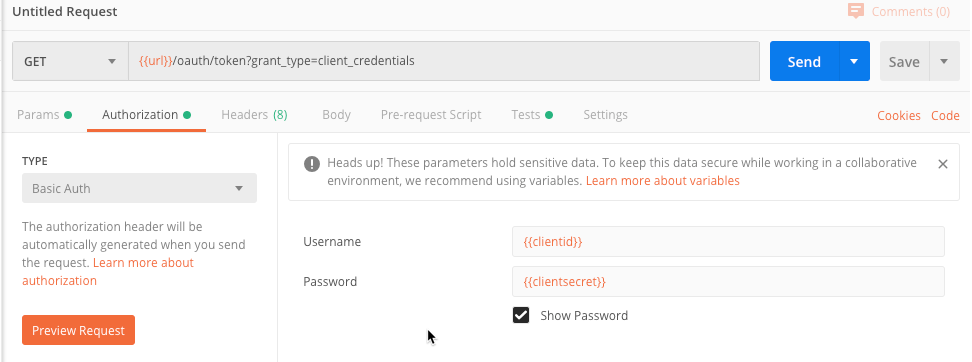 Untitled Request
Comments (0)
GET
{{url}}/oauth/token?grant_type=client_credentials
Send
Save
Params
Authorization
Headers (8)
Body
Pre-request Script
Tests
Settings
Cookies
Code
TYPE
Basic Auth
The authorization header will be
automatically generated when you send
the request. Learn more about
authorization
Preview Request
Heads up! These parameters hold sensitive data. To keep this data secure while working in a collaborative
environment, we recommend using variables. Learn more about variables
Username
{{clientid}}
Password
{{clientsecret}}
Show Password